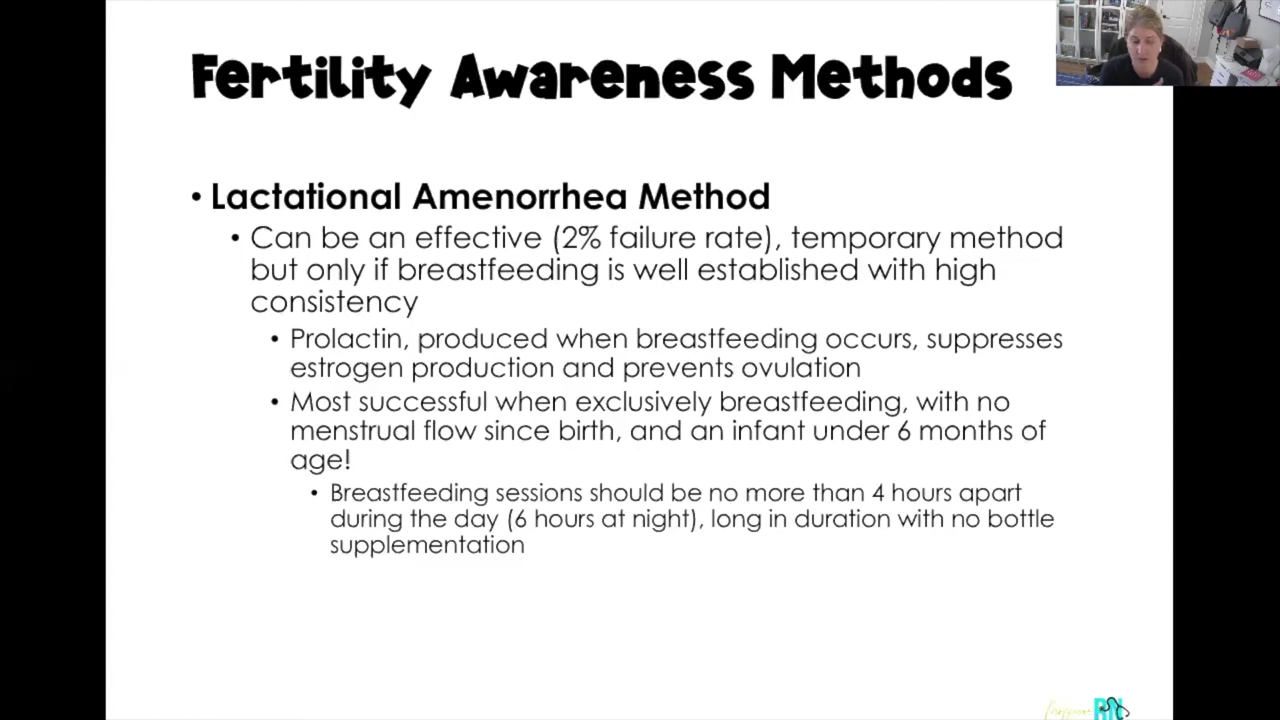 Fertility Awareness Methods
• Lactational Amenorrhea Method
• Can be an effective (2% failure rate), temporary method
but only if breastfeeding is well established with high
consistency
• Prolactin, produced when breastfeeding occurs, suppresses
estrogen production and prevents ovulation
• Most successful when exclusively breastfeeding, with no
menstrual flow since birth, and an infant under 6 months of
age!
• Breastfeeding sessions should be no more than 4 hours apart
during the day (6 hours at night), long in duration with no bottle
supplementation
RN